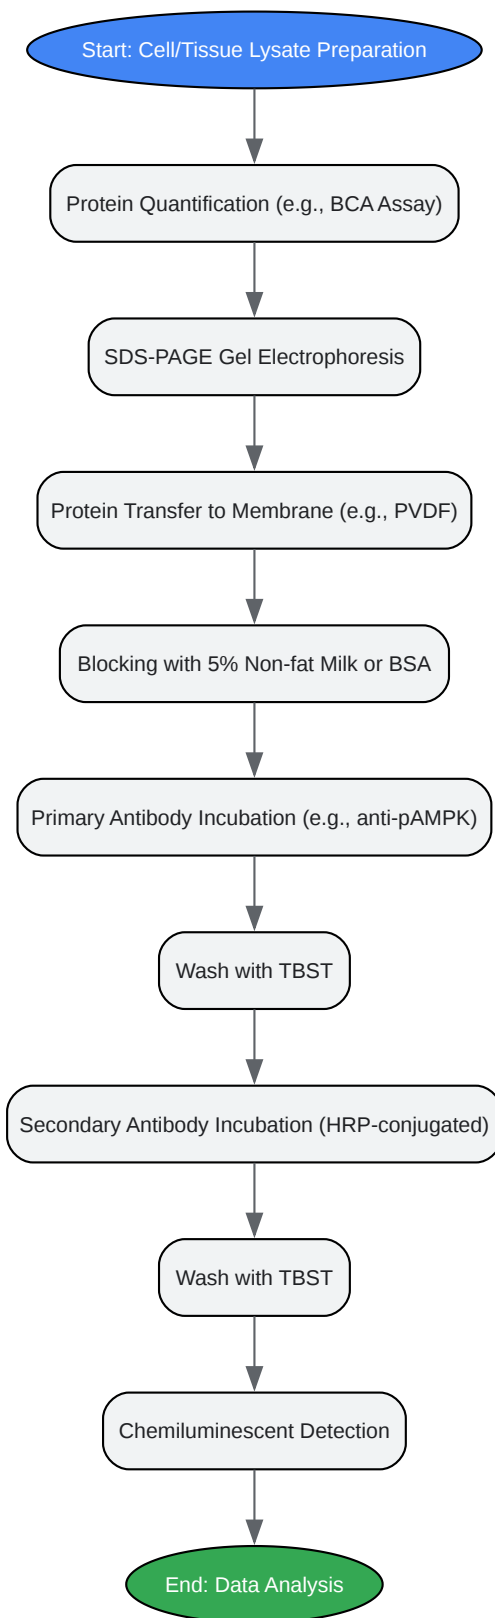 Start: Cell/Tissue Lysate Preparation
Protein Quantification (e.g., BCA Assay)
SDS-PAGE Gel Electrophoresis
Protein Transfer to Membrane (e.g., PVDF)
Blocking with 5% Non-fat Milk or BSA
Primary Antibody Incubation (e.g., anti-pAMPK)
Wash with TBST
Secondary Antibody Incubation (HRP-conjugated)
Wash with TBST
Chemiluminescent Detection
End: Data Analysis